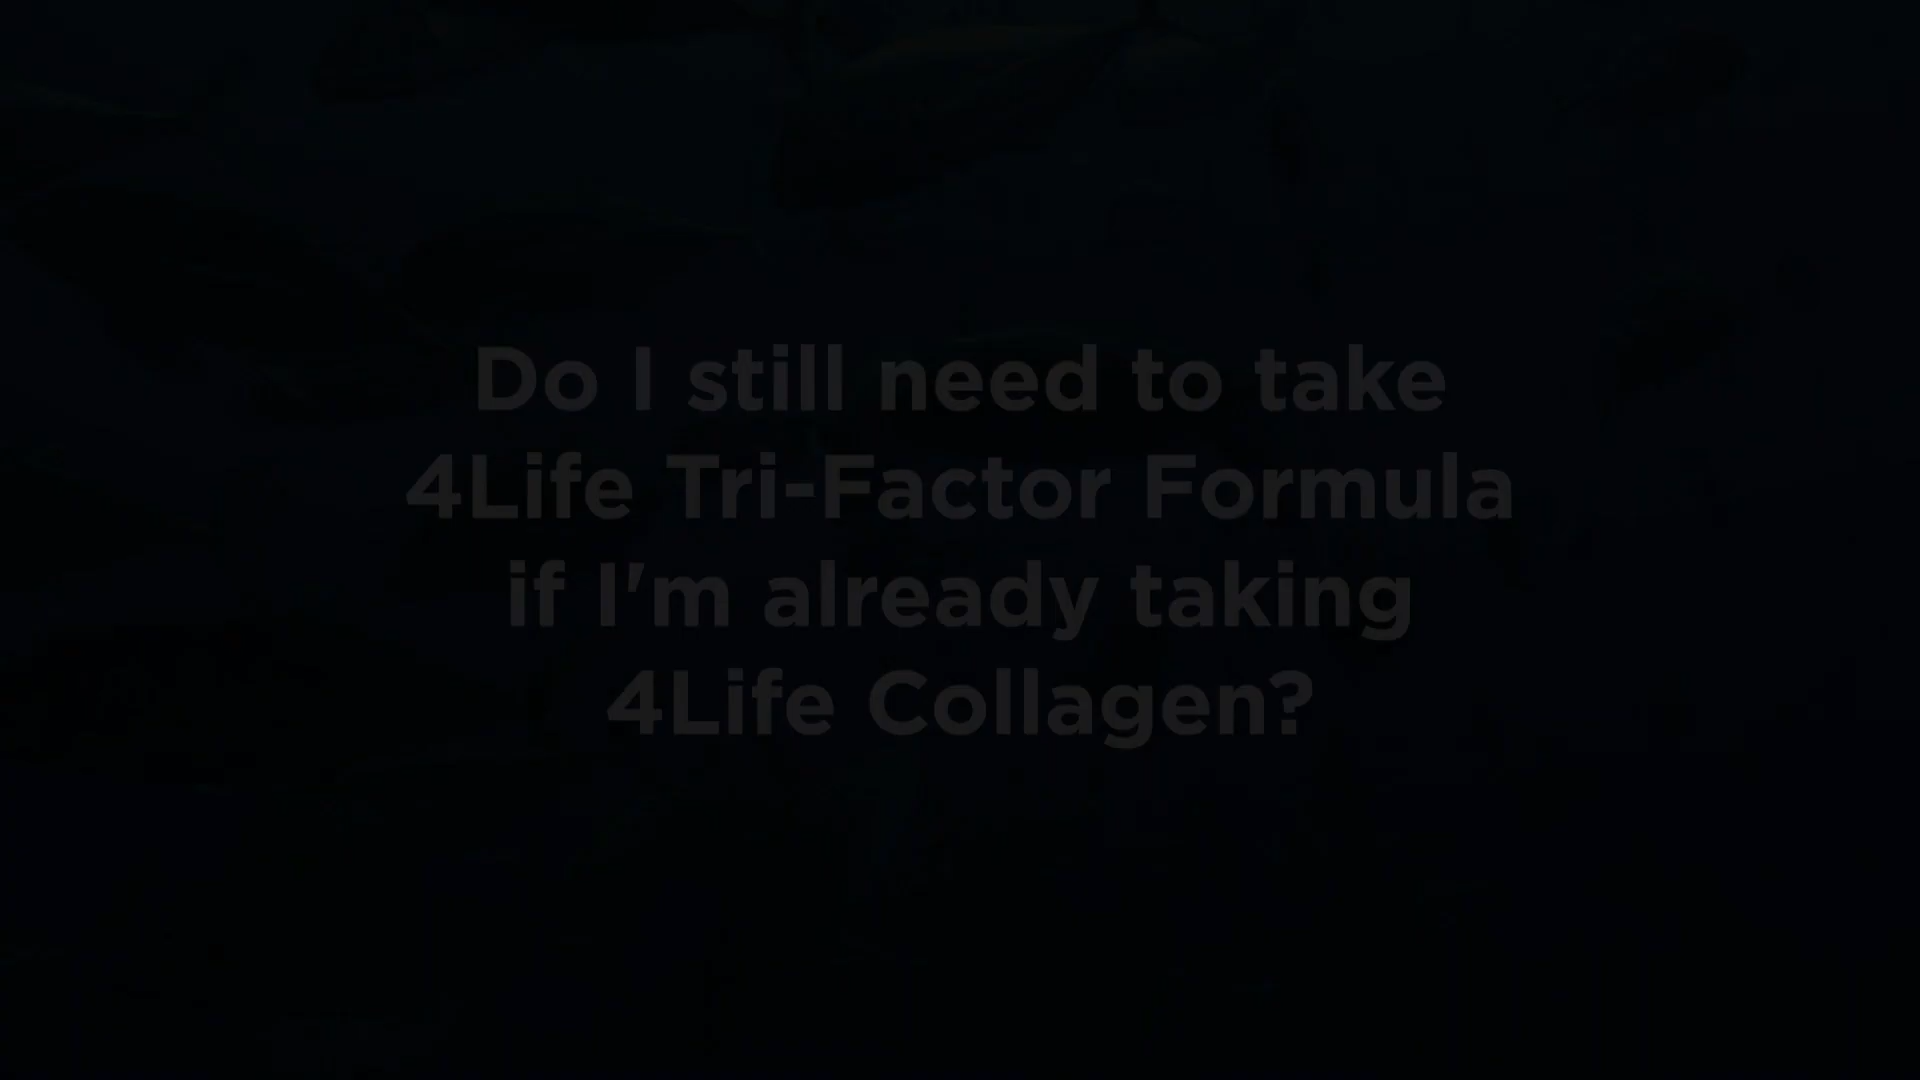 Do I still need to take
4Life Tri-Factor Formula
if I'm already taking
4Life Collagen?